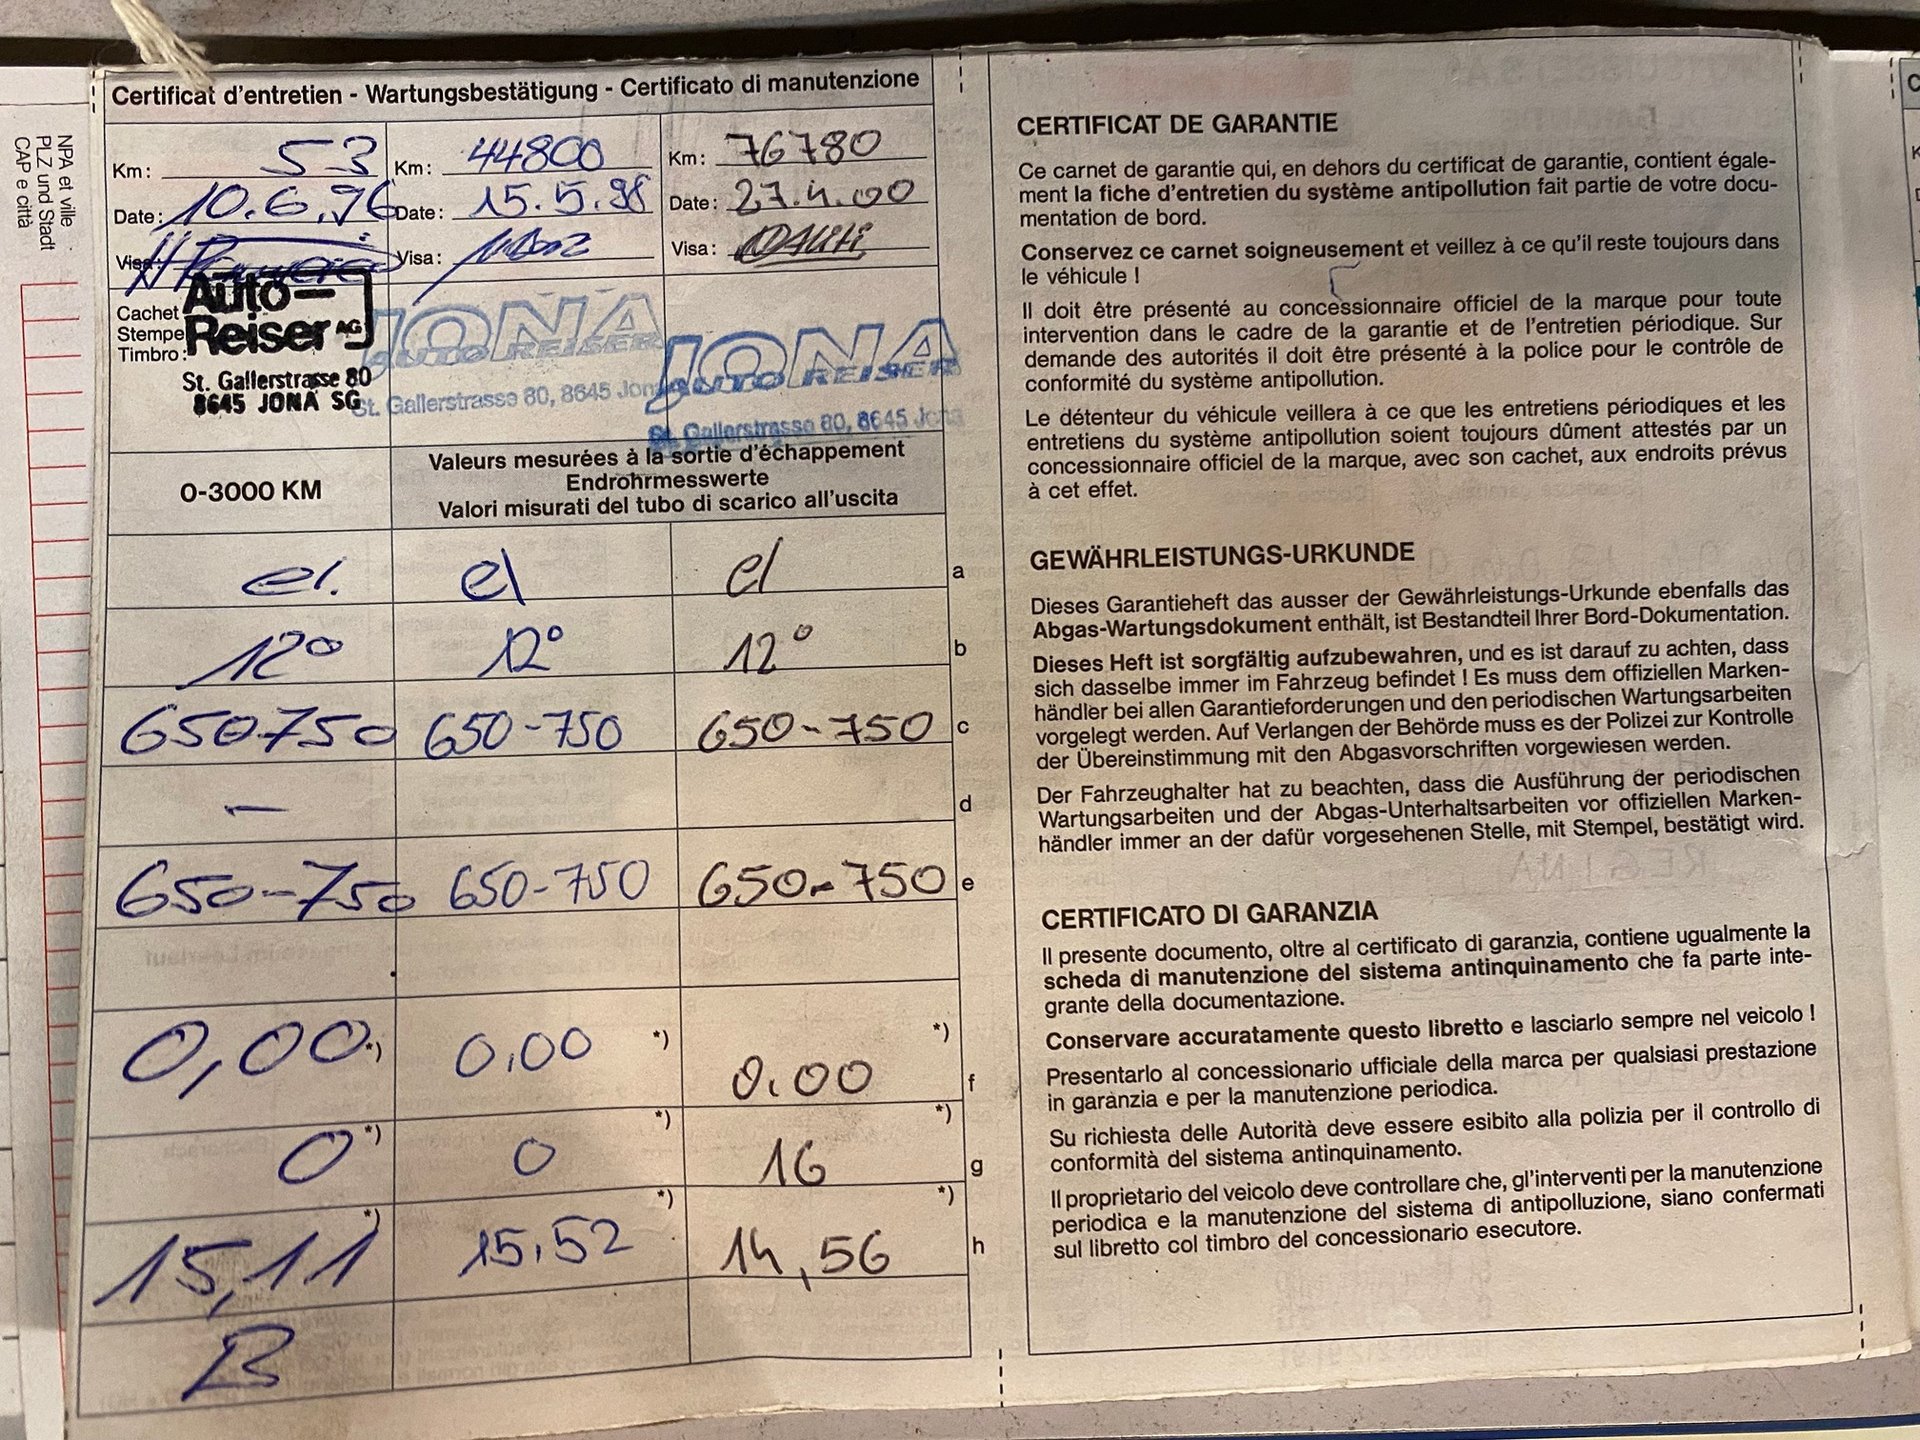 NPA et ville
PLZ und Stadt
CAP e città
Certificat d'entretien - Wartungsbestätigung - Certificato di manutenzione
Km: 53 Km: 44800 Km: 76780
Date: 10.6.96 Date: 15.5.98 Date: 27.4.00
Visa: Visa: Visa:
Cachet
Stempe
Timbro:
Auto-
Reiser AG
St. Gallerstrasse 80
8645 JONA SG
JONA
AUTO REISER
St. Gallerstrasse 80, 8645 Jona
JONA
AUTO REISER
St. Gallerstrasse 80, 8645 Jona
0-3000 KM
Valeurs mesurées à la sortie d'échappement
Endrohrmesswerte
Valori misurati del tubo di scarico all'uscita
el. el el a
12° 12° 12° b
650-750 650-750 650-750 c
– d
650-750 650-750 650-750 e
0,00 *) 0,00 *) 0.00 *) f
0 *) 0 *) 16 *) g
15,11 *) 15,52 *) 14,56 *) h
B
CERTIFICAT DE GARANTIE
Ce carnet de garantie qui, en dehors du certificat de garantie, contient égale-
ment la fiche d'entretien du système antipollution fait partie de votre docu-
mentation de bord.
Conservez ce carnet soigneusement et veillez à ce qu'il reste toujours dans
le véhicule !
Il doit être présenté au concessionnaire officiel de la marque pour toute
intervention dans le cadre de la garantie et de l'entretien périodique. Sur
demande des autorités il doit être présenté à la police pour le contrôle de
conformité du système antipollution.
Le détenteur du véhicule veillera à ce que les entretiens périodiques et les
entretiens du système antipollution soient toujours dûment attestés par un
concessionnaire officiel de la marque, avec son cachet, aux endroits prévus
à cet effet.
GEWÄHRLEISTUNGS-URKUNDE
Dieses Garantieheft das ausser der Gewährleistungs-Urkunde ebenfalls das
Abgas-Wartungsdokument enthält, ist Bestandteil Ihrer Bord-Dokumentation.
Dieses Heft ist sorgfältig aufzubewahren, und es ist darauf zu achten, dass
sich dasselbe immer im Fahrzeug befindet ! Es muss dem offiziellen Marken-
händler bei allen Garantieforderungen und den periodischen Wartungsarbeiten
vorgelegt werden. Auf Verlangen der Behörde muss es der Polizei zur Kontrolle
der Übereinstimmung mit den Abgasvorschriften vorgewiesen werden.
Der Fahrzeughalter hat zu beachten, dass die Ausführung der periodischen
Wartungsarbeiten und der Abgas-Unterhaltsarbeiten vor offiziellen Marken-
händler immer an der dafür vorgesehenen Stelle, mit Stempel, bestätigt wird.
CERTIFICATO DI GARANZIA
Il presente documento, oltre al certificato di garanzia, contiene ugualmente la
scheda di manutenzione del sistema antinquinamento che fa parte inte-
grante della documentazione.
Conservare accuratamente questo libretto e lasciarlo sempre nel veicolo !
Presentarlo al concessionario ufficiale della marca per qualsiasi prestazione
in garanzia e per la manutenzione periodica.
Su richiesta delle Autorità deve essere esibito alla polizia per il controllo di
conformità del sistema antinquinamento.
Il proprietario del veicolo deve controllare che, gl'interventi per la manutenzione
periodica e la manutenzione del sistema di antipolluzione, siano confermati
sul libretto col timbro del concessionario esecutore.